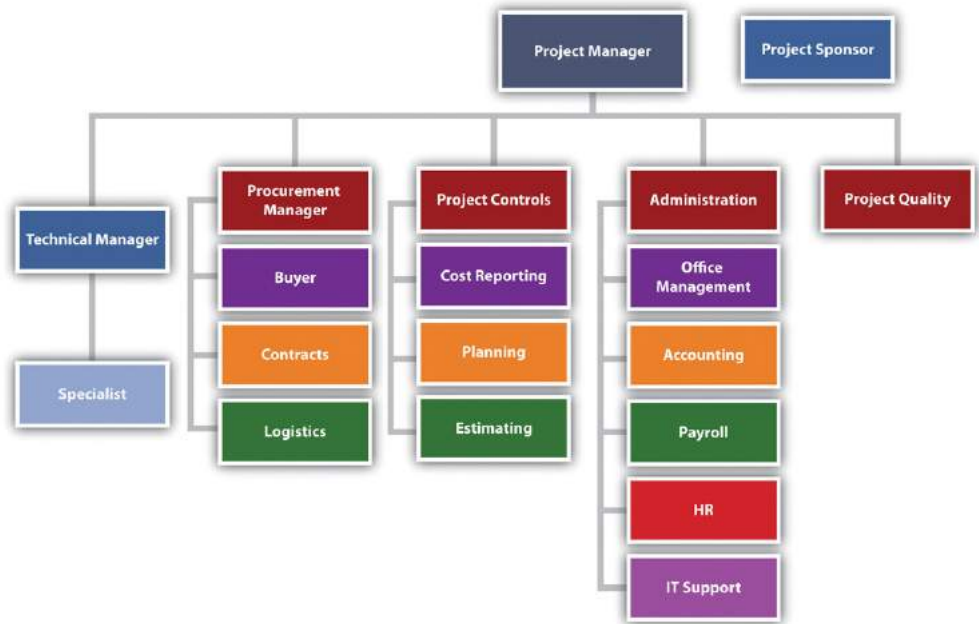 Project Manager
Project Sponsor
Technical Manager
Specialist
Procurement
Manager
Buyer
Contracts
Logistics
Project Controls
Cost Reporting
Planning
Estimating
Administration
Office
Management
Accounting
Payroll
HR
IT Support
Project Quality